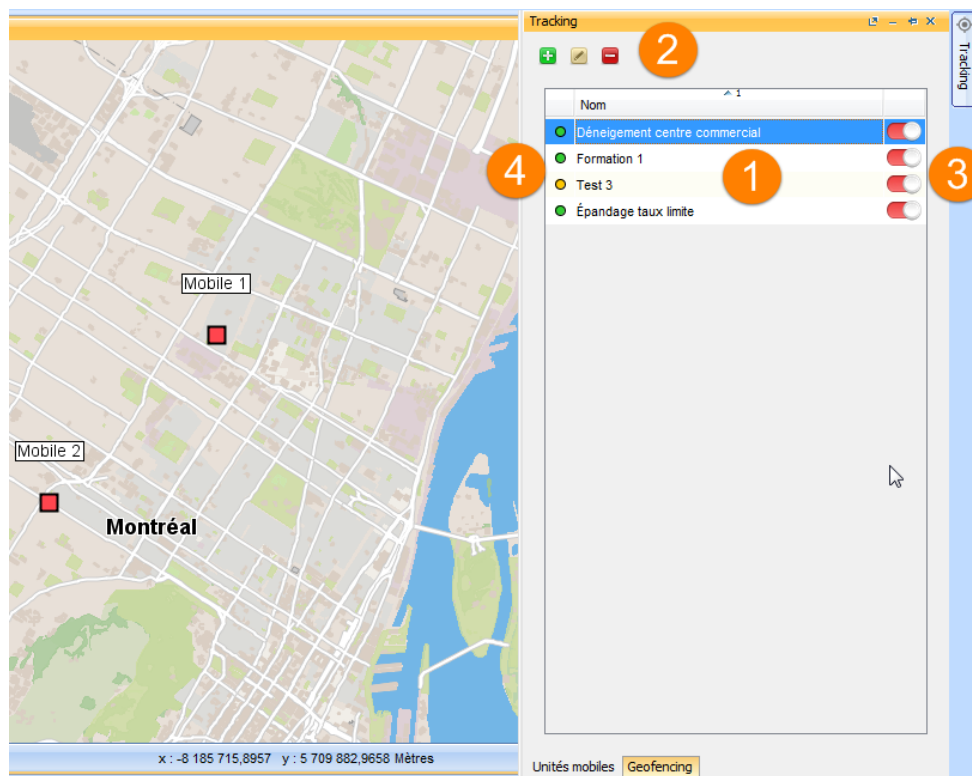 Tracking
Tracking
2
1
Nom
Déneigement centre commercial
Formation 1
Test 3
Épandage taux limite
4
1
3
Mobile 1
Mobile 2
Montréal
x : -8 185 715,8957 y : 5 709 882,9658 Mètres
Unités mobiles Geofencing